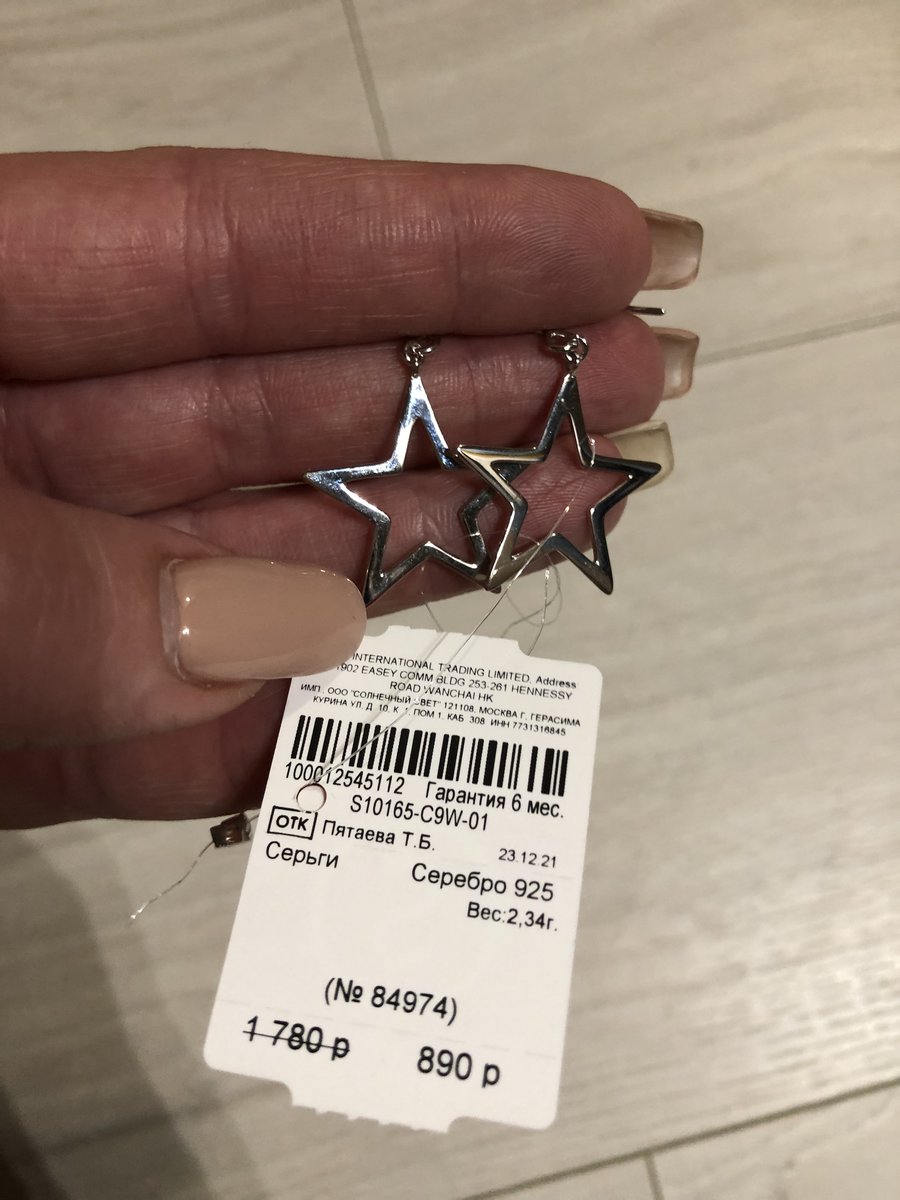 INTERNATIONAL TRADING LIMITED. Address:
1902 EASEY COMM BLDG 253-261 HENNESSY
ROAD WANCHAI HK
ИМП.: ООО "СОЛНЕЧНЫЙ СВЕТ" 121108, МОСКВА Г. ГЕРАСИМА
КУРИНА УЛ. Д. 10, К. 1, ПОМ 1, КАБ. 308. ИНН 7731316845
100012545112 Гарантия 6 мес.
S10165-C9W-01
ОТК Пятаева Т.Б. 23.12.21
Серьги
Серебро 925
Вес:2,34г.
(№ 84974)
1 780 р 890 р